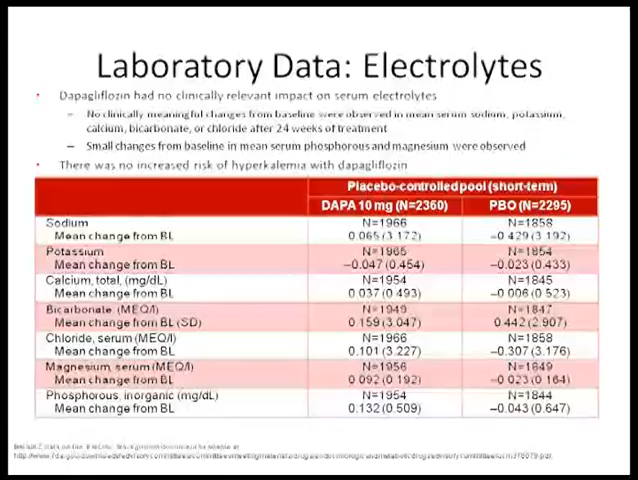 Laboratory Data: Electrolytes
• Dapagliflozin had no clinically relevant impact on serum electrolytes
– No clinically meaningful changes from baseline were observed in mean serum sodium, potassium,
calcium, bicarbonate, or chloride after 24 weeks of treatment
– Small changes from baseline in mean serum phosphorous and magnesium were observed
• There was no increased risk of hyperkalemia with dapagliflozin
Placebo-controlled pool (short-term)
DAPA 10 mg (N=2360) PBO (N=2295)
Sodium N=1966 N=1858
Mean change from BL 0.065 (3.172) –0.429 (3.192)
Potassium N=1965 N=1854
Mean change from BL –0.047 (0.454) –0.023 (0.433)
Calcium, total, (mg/dL) N=1954 N=1845
Mean change from BL 0.037 (0.493) –0.006 (0.523)
Bicarbonate (MEQ/l) N=1949 N=1847
Mean change from BL (SD) 0.159 (3.047) 0.442 (2.907)
Chloride, serum (MEQ/l) N=1966 N=1858
Mean change from BL 0.101 (3.227) –0.307 (3.176)
Magnesium, serum (MEQ/l) N=1956 N=1849
Mean change from BL 0.092 (0.192) –0.023 (0.164)
Phosphorous, inorganic (mg/dL) N=1954 N=1844
Mean change from BL 0.132 (0.509) –0.043 (0.647)